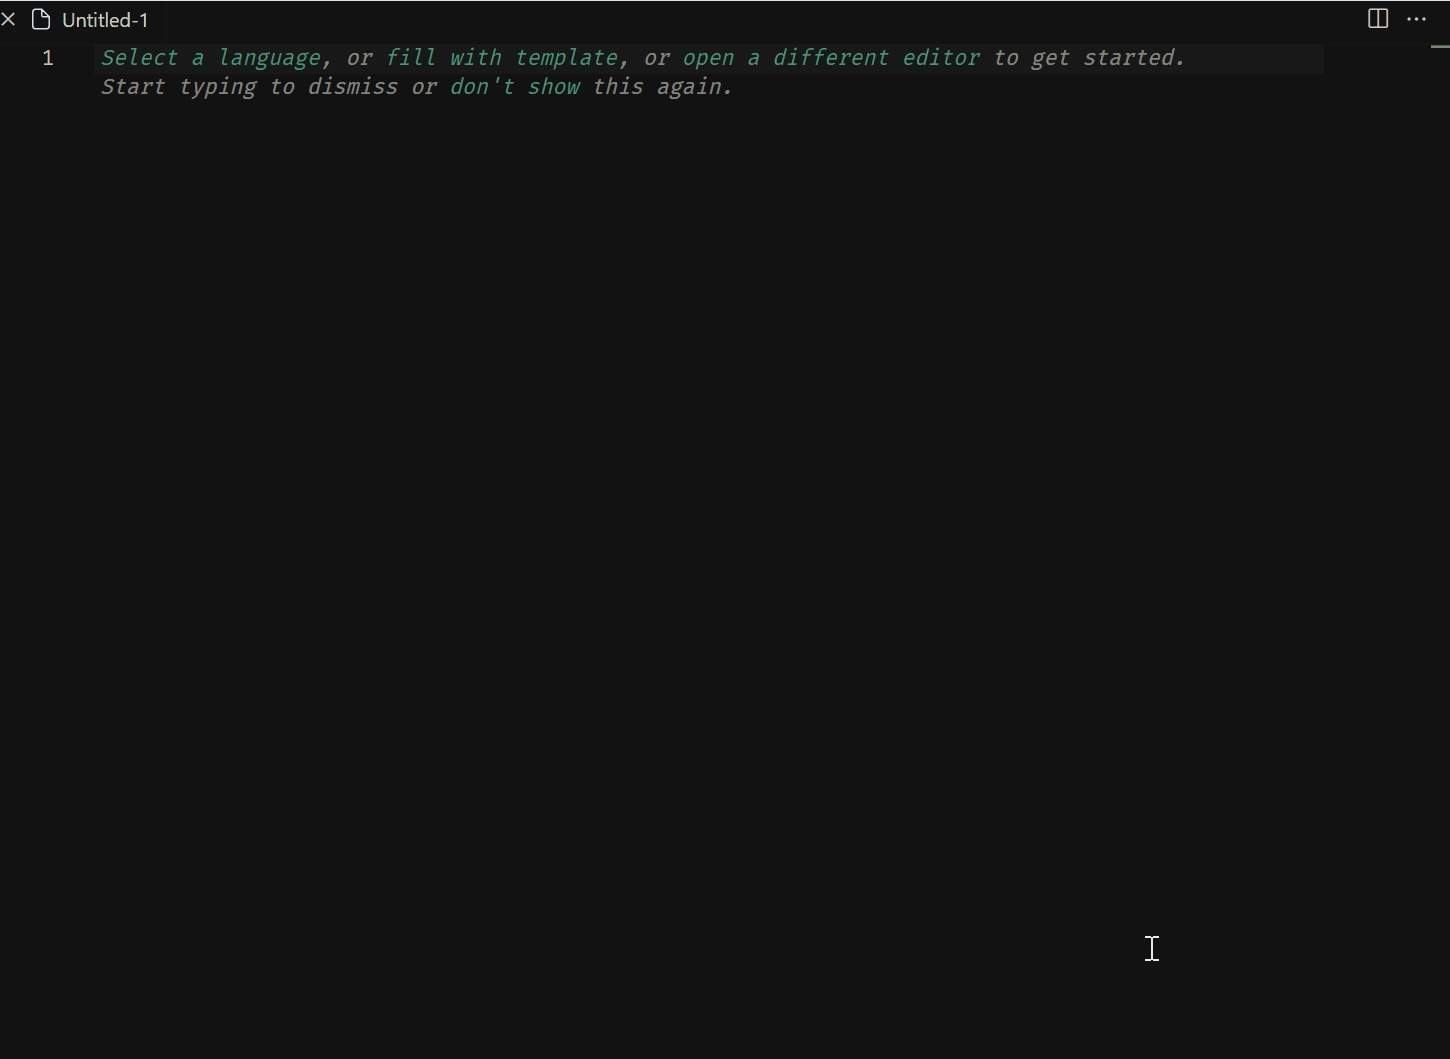 Untitled-1
1 Select a language, or fill with template, or open a different editor to get started.
Start typing to dismiss or don't show this again.